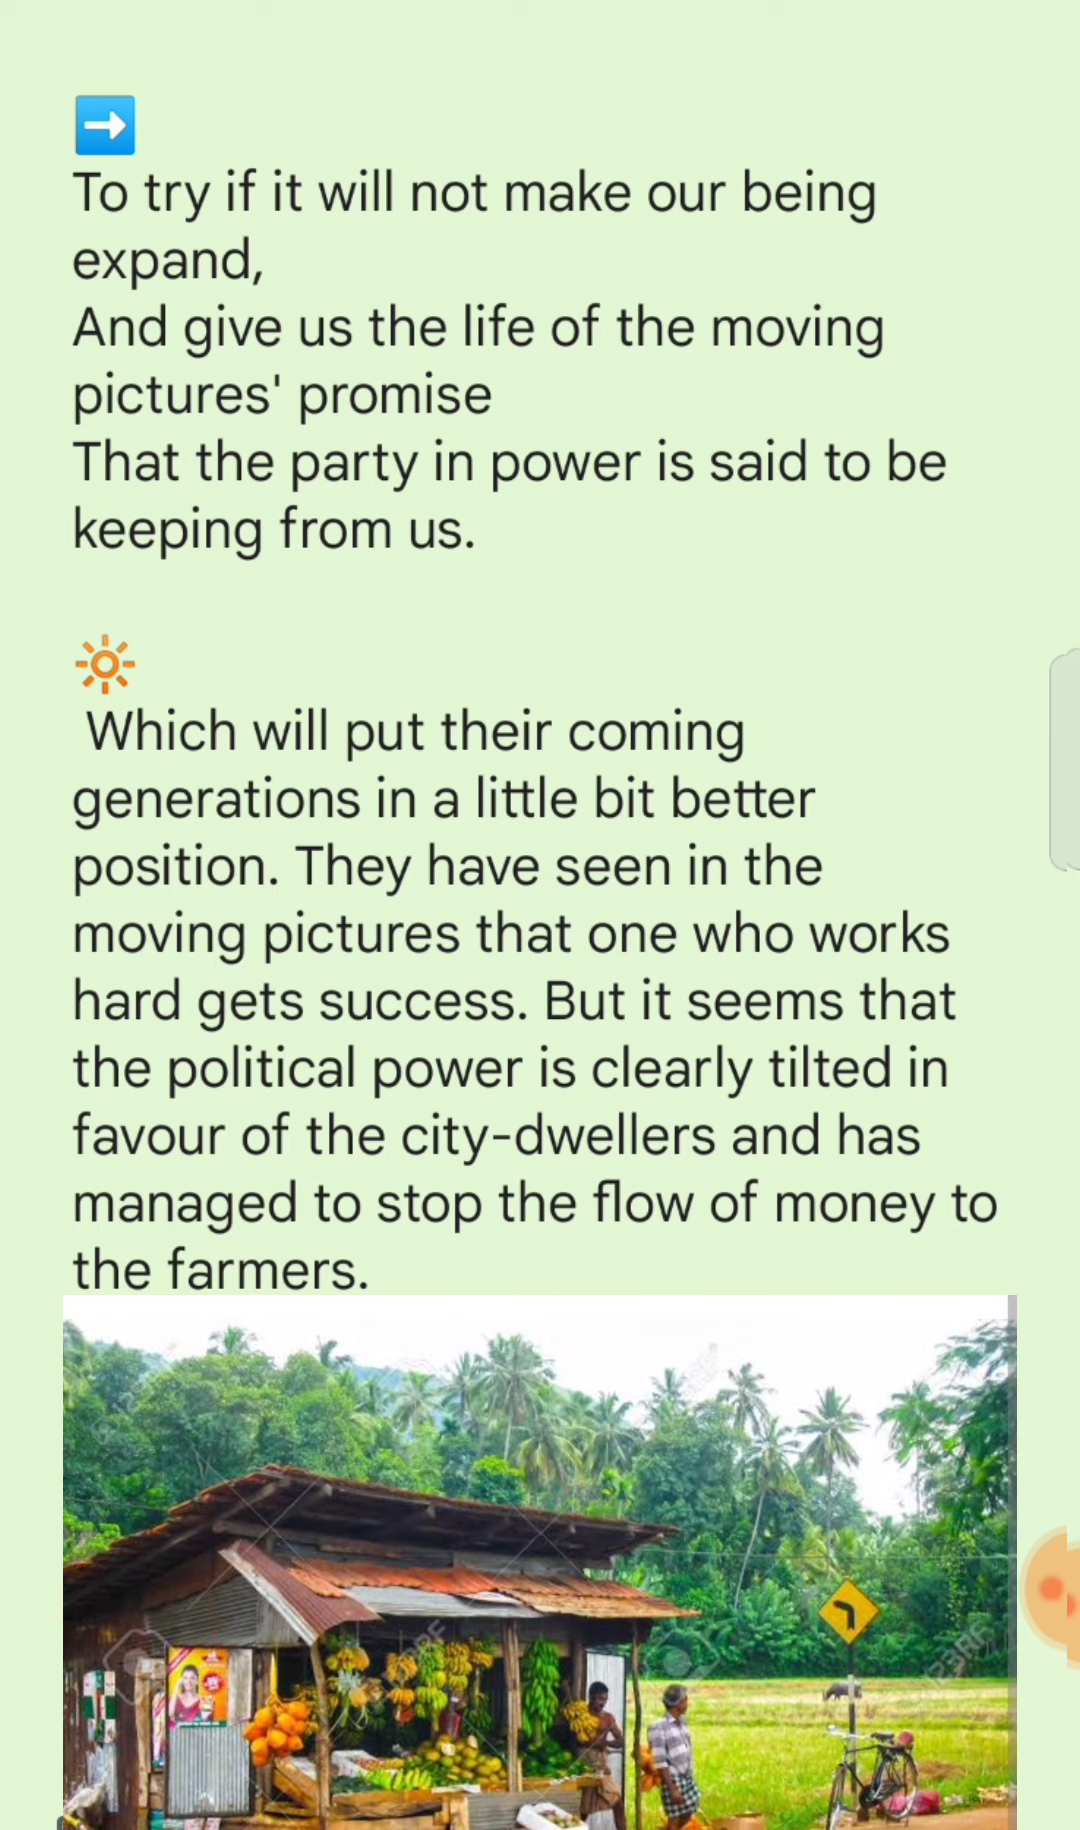 To try if it will not make our being
expand,
And give us the life of the moving
pictures' promise
That the party in power is said to be
keeping from us.
Which will put their coming
generations in a little bit better
position. They have seen in the
moving pictures that one who works
hard gets success. But it seems that
the political power is clearly tilted in
favour of the city-dwellers and has
managed to stop the flow of money to
the farmers.
123RF